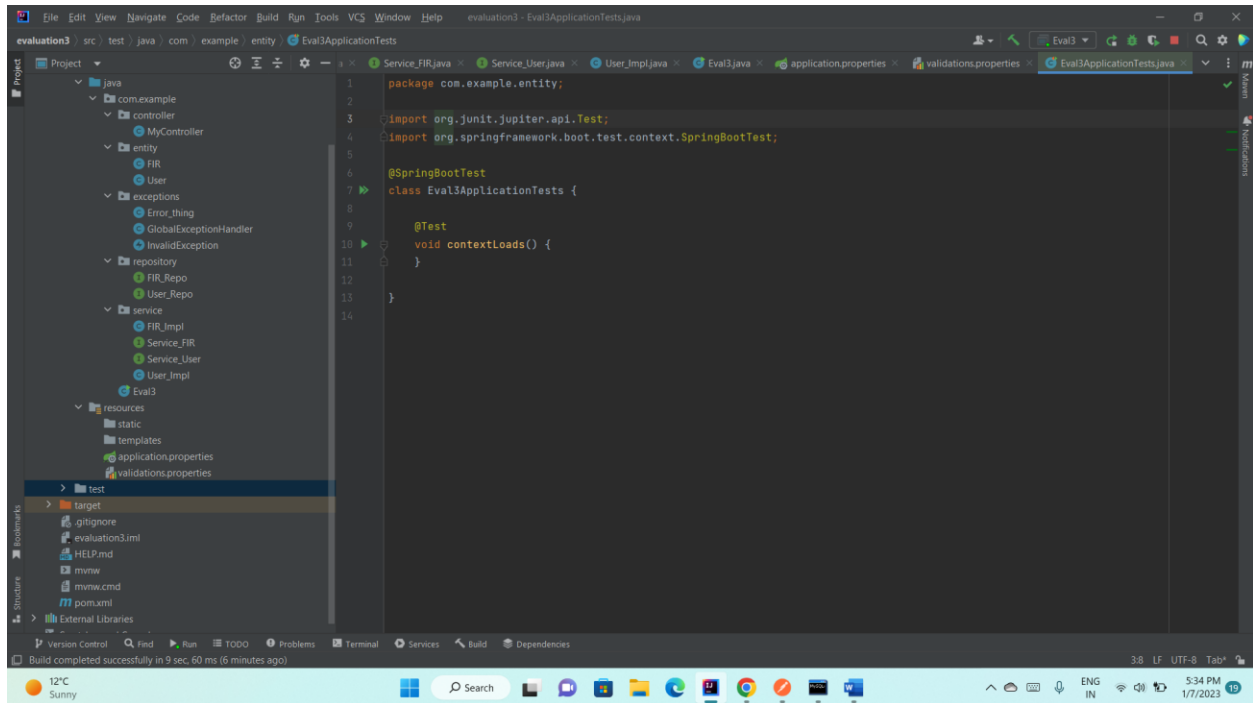 File Edit View Navigate Code Refactor Build Run Tools VCS Window Help evaluation3 - Eval3ApplicationTests.java
evaluation3 src test java com example entity Eval3ApplicationTests Eval3
Project
Service_FIR.java Service_User.java User_Impl.java Eval3.java application.properties validations.properties Eval3ApplicationTests.java
Project
java
com.example
controller
MyController
entity
FIR
User
exceptions
Error_thing
GlobalExceptionHandler
InvalidException
repository
FIR_Repo
User_Repo
service
FIR_Impl
Service_FIR
Service_User
User_Impl
Eval3
resources
static
templates
application.properties
validations.properties
test
target
.gitignore
evaluation3.iml
HELP.md
mvnw
mvnw.cmd
pom.xml
External Libraries
Bookmarks
Structure
1 package com.example.entity;
2
3 import org.junit.jupiter.api.Test;
4 import org.springframework.boot.test.context.SpringBootTest;
5
6 @SpringBootTest
7 class Eval3ApplicationTests {
8
9 @Test
10 void contextLoads() {
11 }
12
13 }
14
Maven
Notifications
Version Control Find Run TODO Problems Terminal Services Build Dependencies
Build completed successfully in 9 sec, 60 ms (6 minutes ago) 3:8 LF UTF-8 Tab*
12°C
Sunny
Search
ENG
IN
5:34 PM
1/7/2023
19